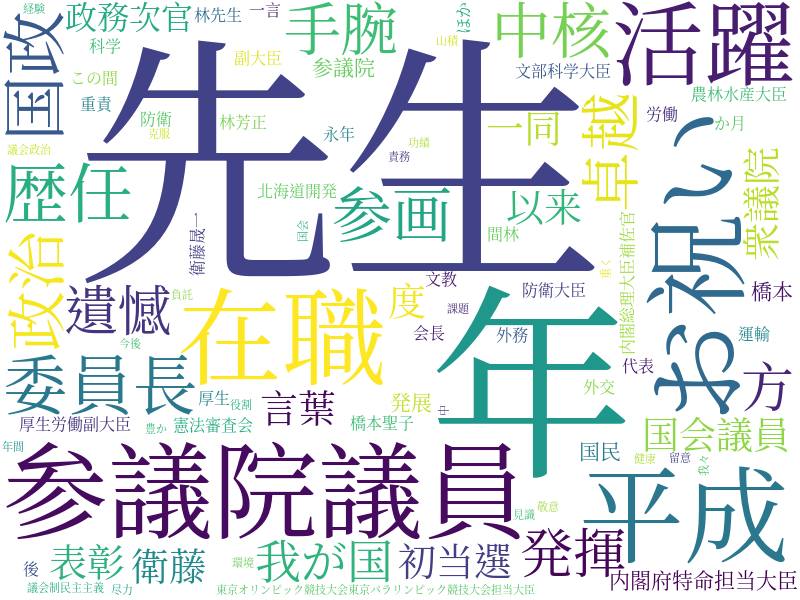 経験
政務次官
林先生
一言
手腕
ほか
山積
中核
活躍
国政
科学
副大臣
参議院
文部科学大臣
この間
重責
防衛
克服
林芳正
永年
功績
責務
一同
卓越
労働
農林水産大臣
か月
議会政治
先生
歴任
北海道開発
参画
以来
お祝い
衆議院
国会
衛藤晟一
間林
内閣総理大臣補佐官
重く
政治
遺憾
負託
在職
度
文教
防衛大臣
橋本
会長
課題
外務
年
運輸
今後
委員長
厚生
役割
言葉
発展
中
外交
代表
方
厚生労働副大臣
豊か
憲法審査会
橋本聖子
国会議員
年間
参議院議員
国民
健康
留意
我々
平成
見識
敬意
発揮
後
表彰
衛藤
環境
我が国
初当選
内閣府特命担当大臣
議会制民主主義
尽力
東京オリンピック競技大会東京パラリンピック競技大会担当大臣